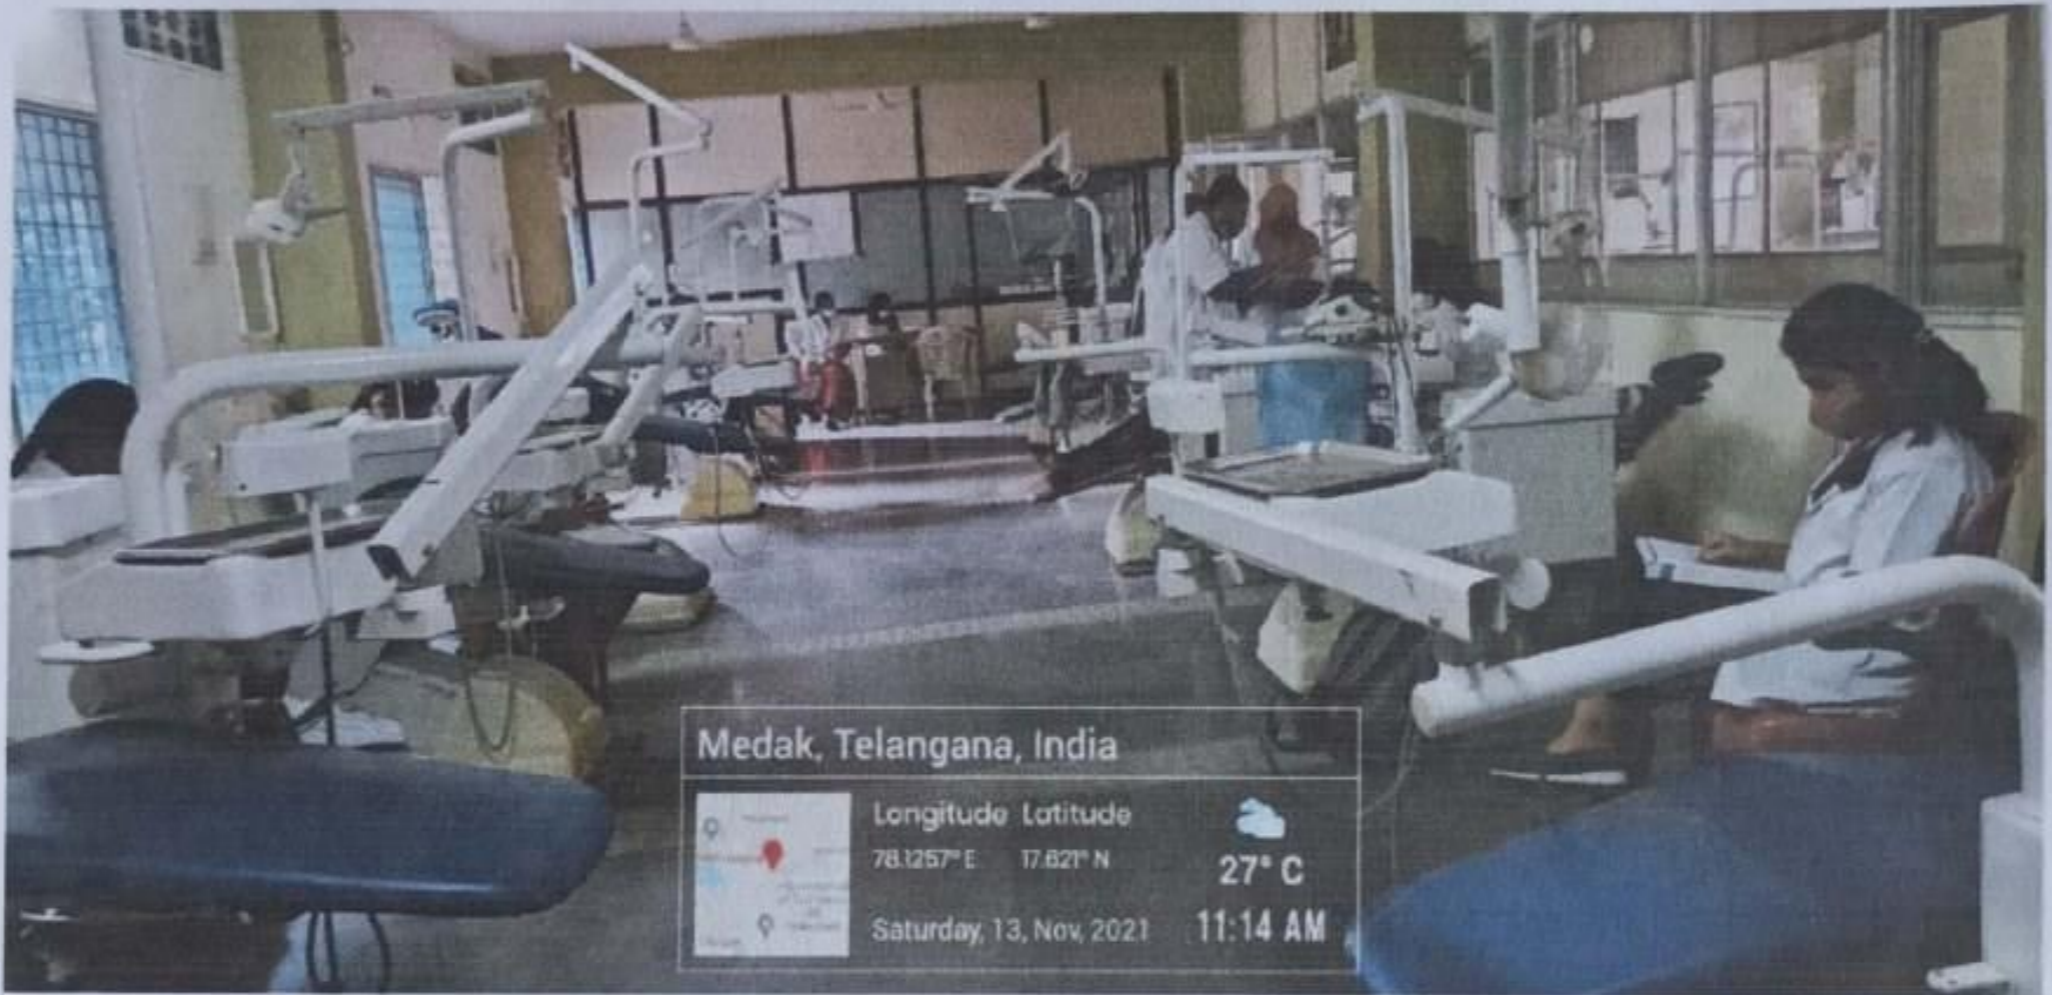 Medak, Telangana, India
Longitude Latitude
78.1257° E 17.621° N
27° C
Saturday, 13, Nov, 2021
11:14 AM